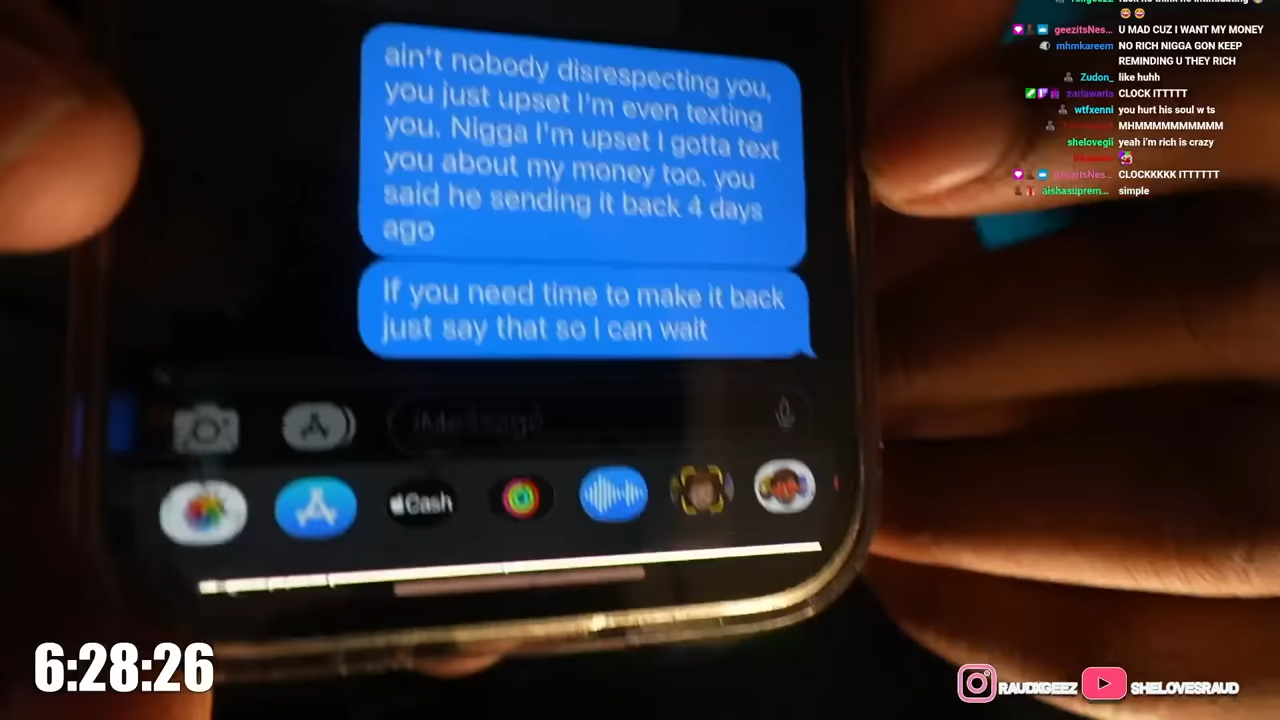 ain't nobody disrespecting you,
you just upset I'm even texting
you. Nigga I'm upset I gotta text
you about my money too. you
said he sending it back 4 days
ago
If you need time to make it back
just say that so I can wait
iMessage
Cash
geezitsNes... U MAD CUZ I WANT MY MONEY
mhmkareem NO RICH NIGGA GON KEEP
REMINDING U THEY RICH
Zudon_ like huhh
zariawaria CLOCK ITTTTT
wtfxenni you hurt his soul w ts
MHMMMMMMMMMM
shelovegii yeah i'm rich is crazy
geezitsNes... CLOCKKKKK ITTTTTT
aishasuprem... simple
6:28:26
RAUDXGEEZ
SHELOVESRAUD